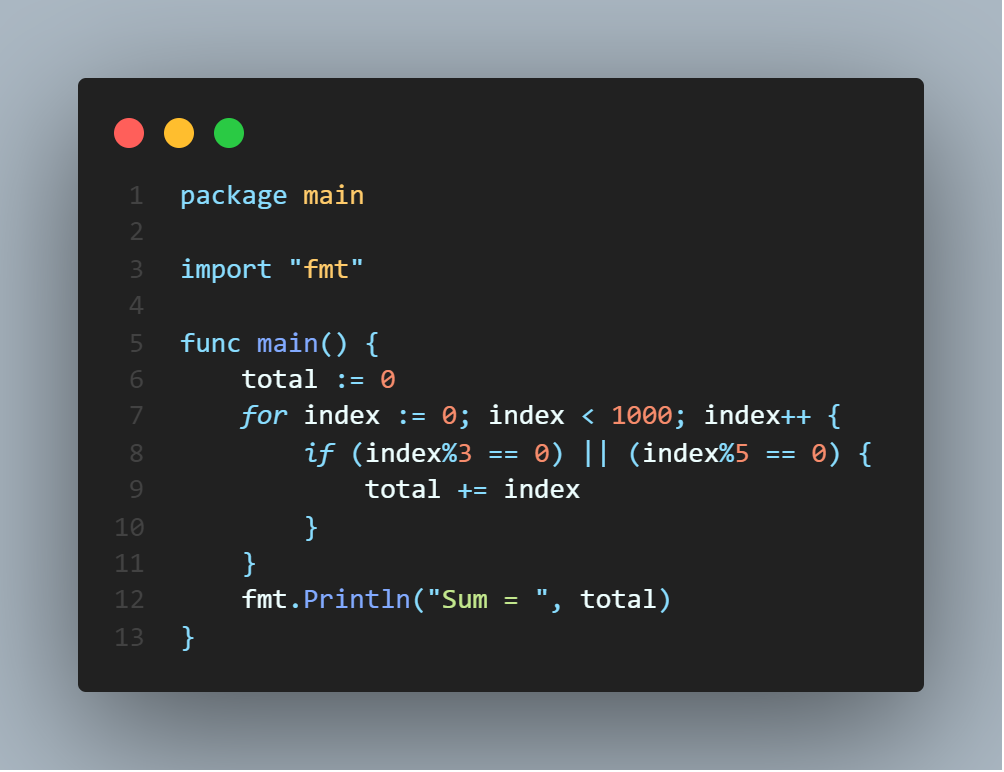 1 package main
2
3 import "fmt"
4
5 func main() {
6     total := 0
7     for index := 0; index < 1000; index++ {
8         if (index%3 == 0) || (index%5 == 0) {
9             total += index
10         }
11     }
12     fmt.Println("Sum = ", total)
13 }